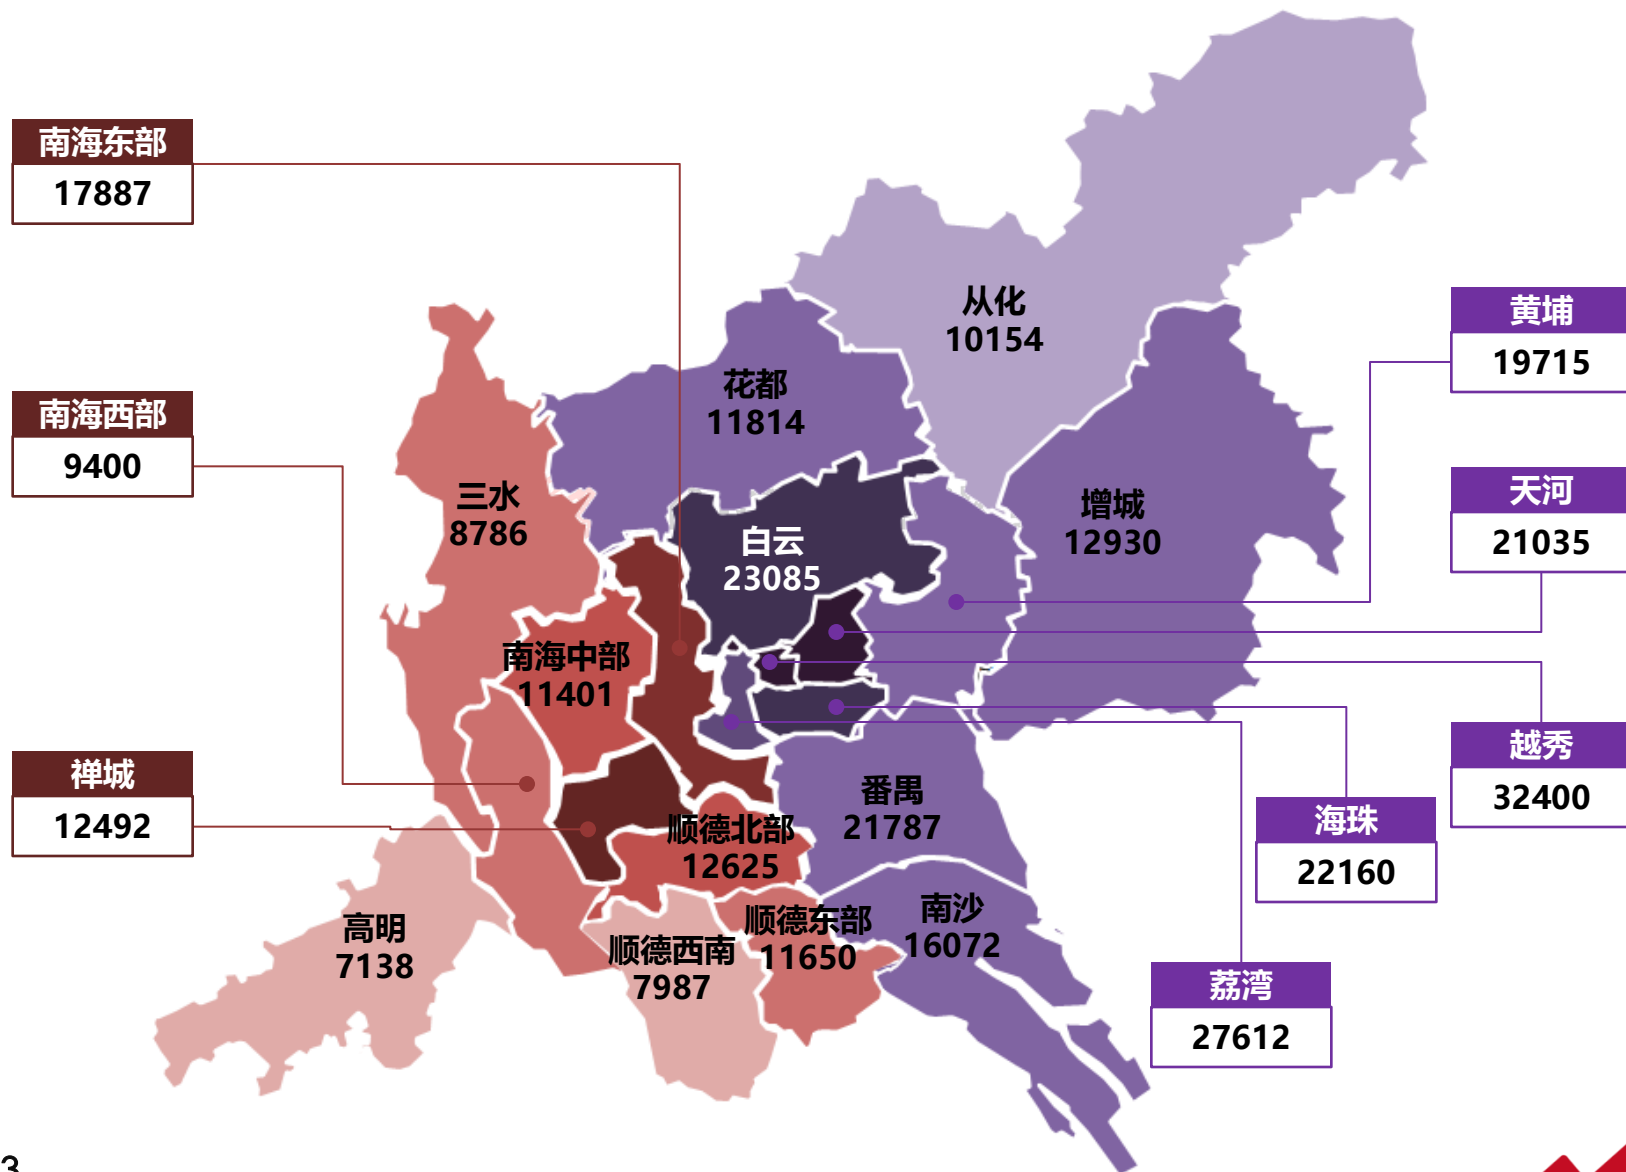 南海东部
17887
南海西部
9400
禅城
12492
从化
10154
花都
11814
三水
8786
白云
23085
增城
12930
南海中部
11401
番禺
21787
顺德北部
12625
南沙
16072
顺德东部
11650
顺德西南
7987
高明
7138
黄埔
19715
天河
21035
越秀
32400
海珠
22160
荔湾
27612
3